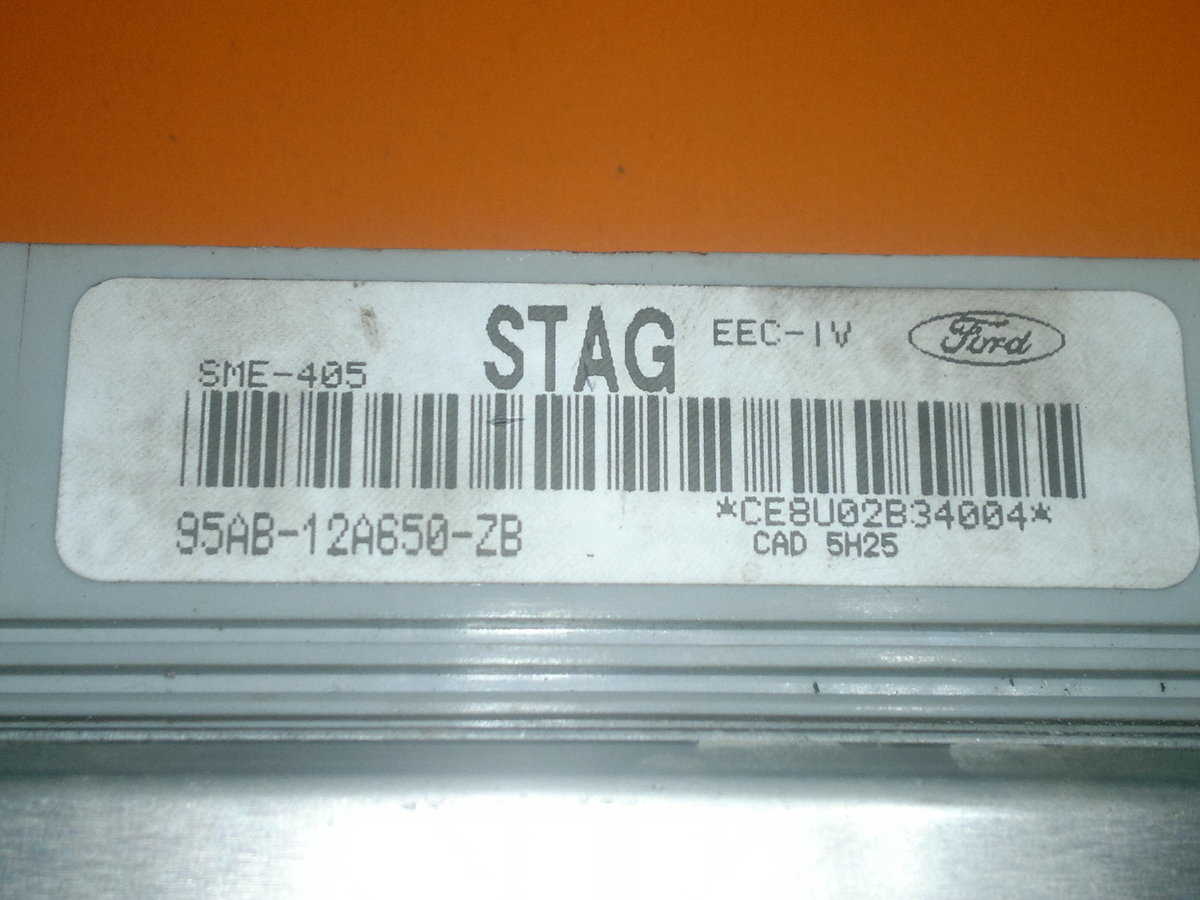 STAG EEC-IV Ford
SME-405
95AB-12A650-ZB *CE8U02B34004*
CAD 5H25